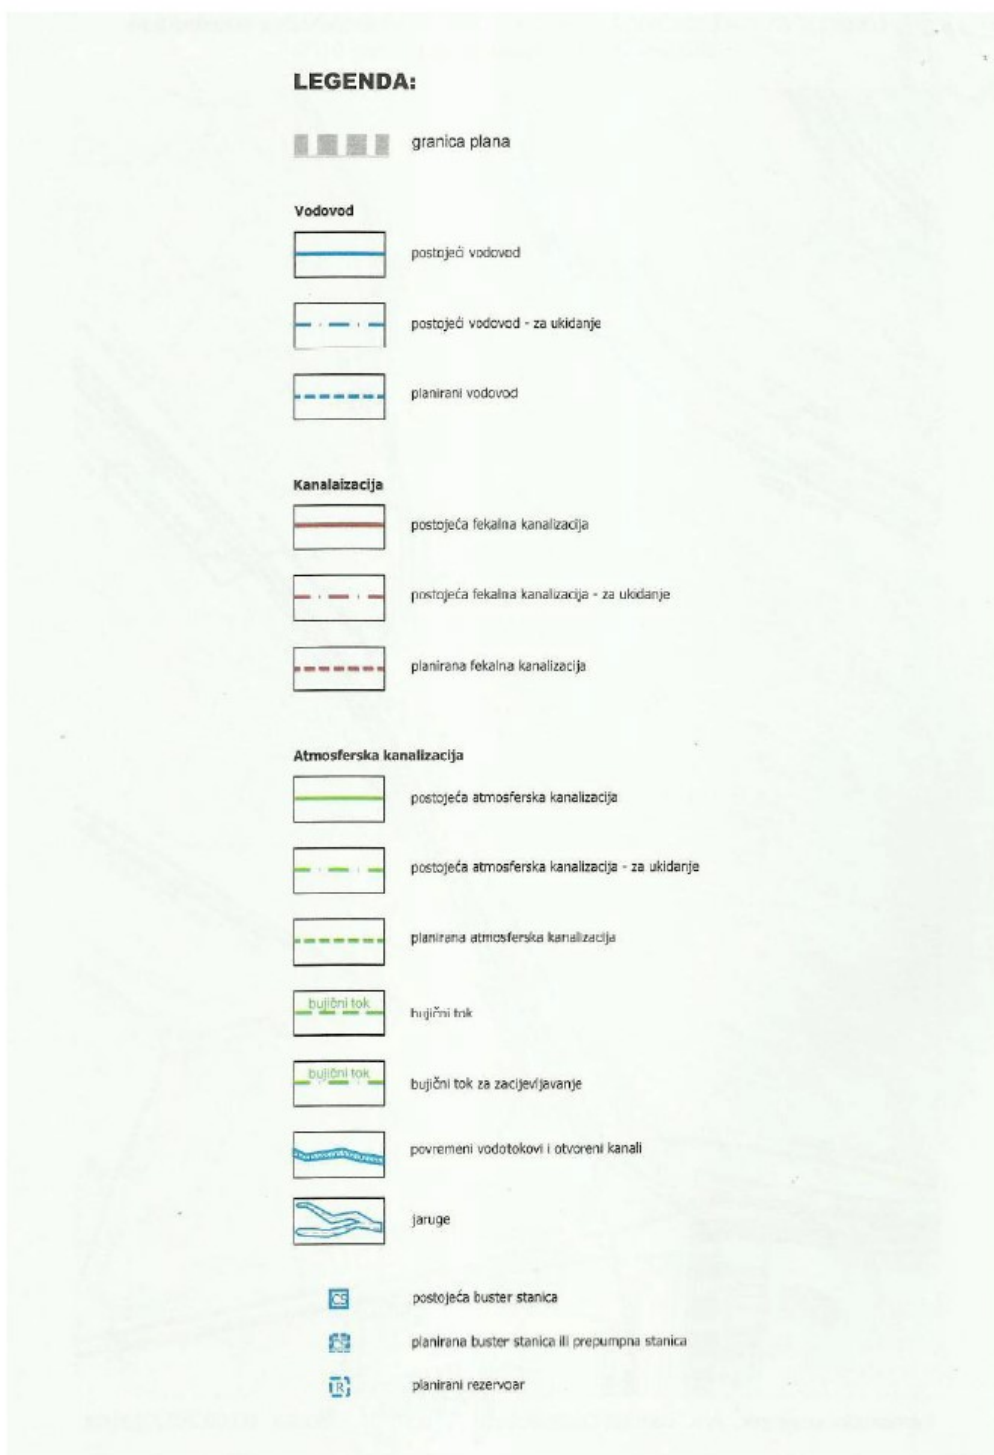 LEGENDA:
granica plana
Vodovod
postojeći vodovod
postojeći vodovod - za ukidanje
planirani vodovod
Kanalaizacija
postojeća fekalna kanalizacija
postojeća fekalna kanalizacija - za ukidanje
planirana fekalna kanalizacija
Atmosferska kanalizacija
postojeća atmosferska kanalizacija
postojeća atmosferska kanalizacija - za ukidanje
planirana atmosferska kanalizacija
bujični tok
bujični tok
bujični tok
bujični tok za zacijevljavanje
povremeni vodotokovi i otvoreni kanali
jaruge
CS
postojeća buster stanica
CS
planirana buster stanica ili prepumpna stanica
R
planirani rezervoar